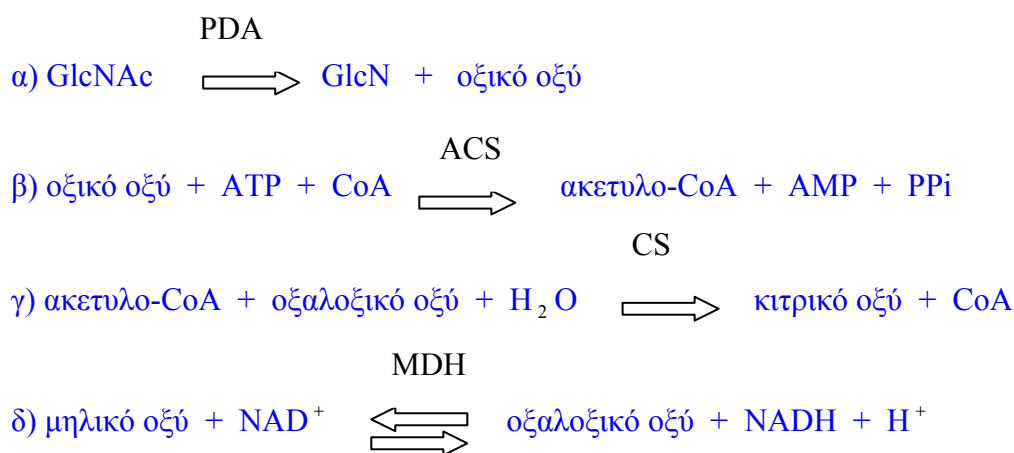 PDA
α) GlcNAc GlcN + οξικό οξύ
ACS
β) οξικό οξύ + ATP + CoA ακετυλο-CoA + AMP + PPi
CS
γ) ακετυλο-CoA + οξαλοξικό οξύ + H₂O κιτρικό οξύ + CoA
MDH
δ) μηλικό οξύ + NAD⁺ οξαλοξικό οξύ + NADH + H⁺